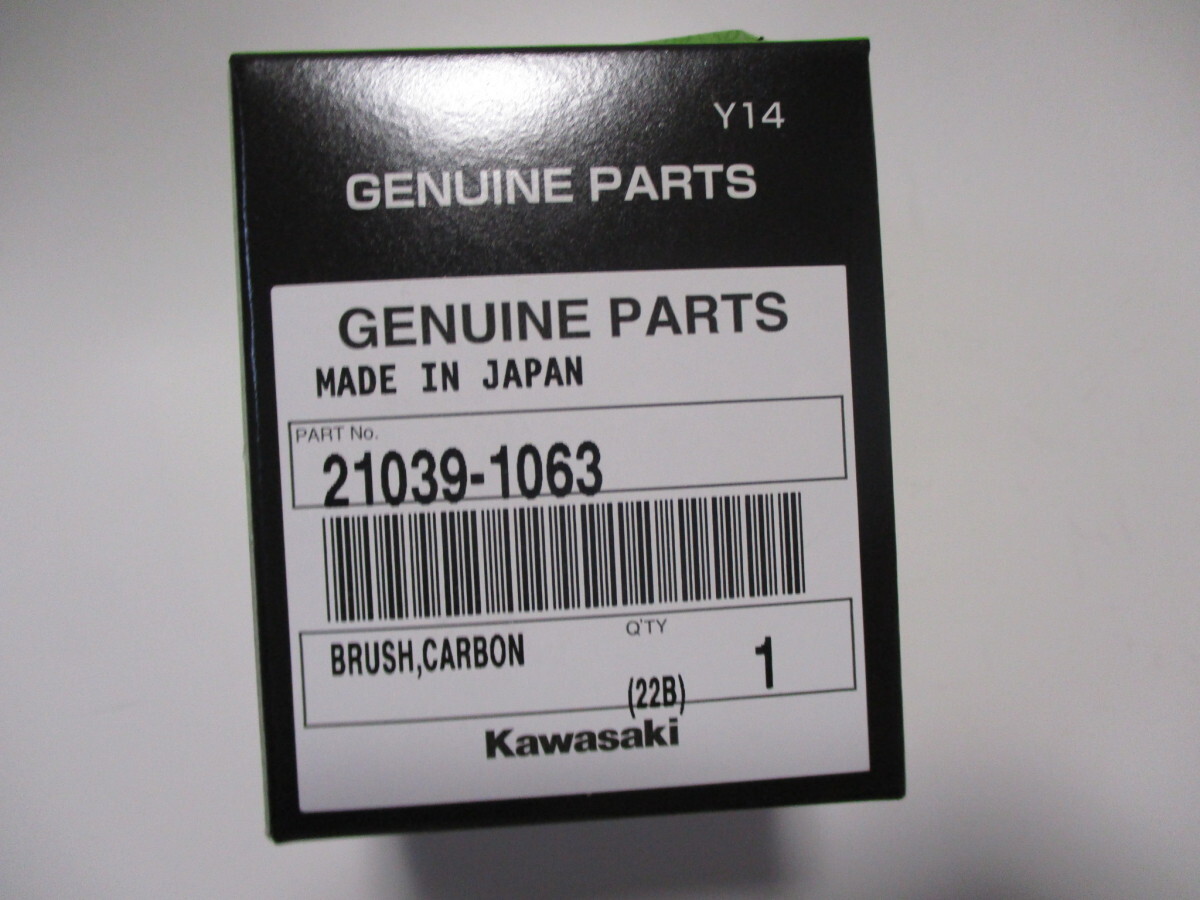 Y14
GENUINE PARTS
GENUINE PARTS
MADE IN JAPAN
PART No.
21039-1063
BRUSH,CARBON
Q'TY
1
(22B)
Kawasaki